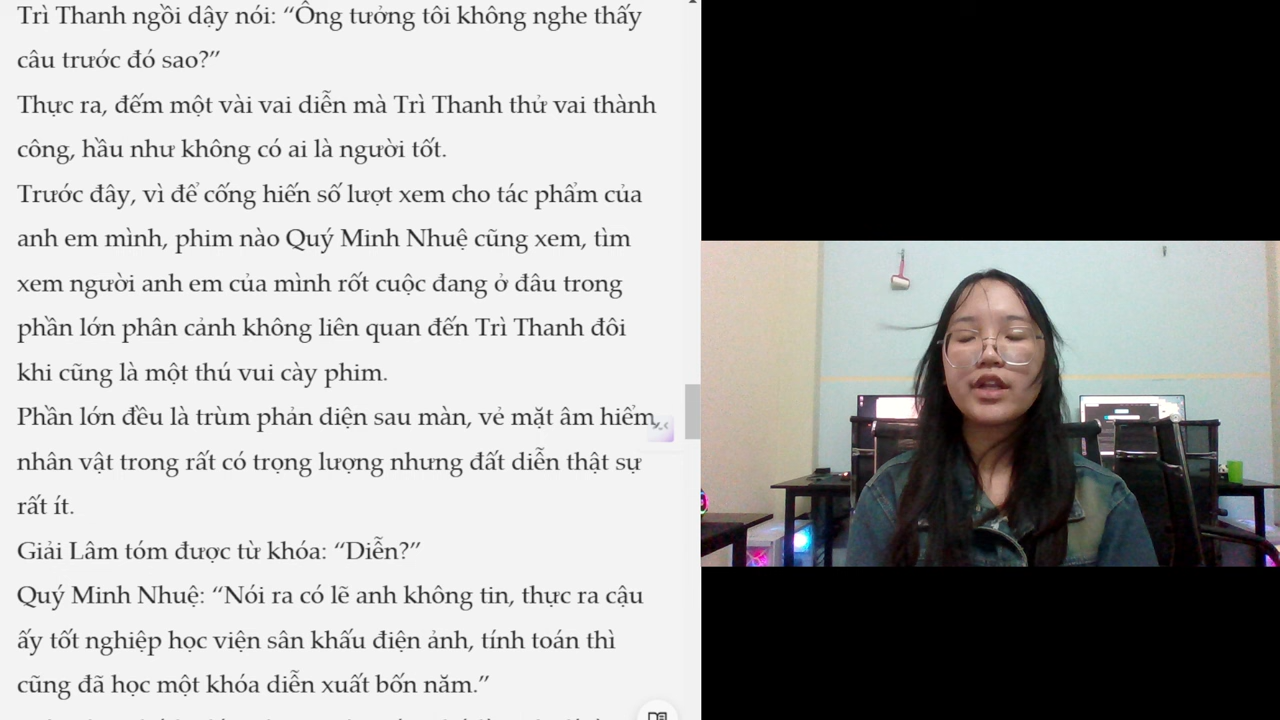 Trì Thanh ngồi dậy nói: “Ông tưởng tôi không nghe thấy
câu trước đó sao?”
Thực ra, đếm một vài vai diễn mà Trì Thanh thử vai thành
công, hầu như không có ai là người tốt.
Trước đây, vì để cống hiến số lượt xem cho tác phẩm của
anh em mình, phim nào Quý Minh Nhuệ cũng xem, tìm
xem người anh em của mình rốt cuộc đang ở đâu trong
phần lớn phân cảnh không liên quan đến Trì Thanh đôi
khi cũng là một thú vui cày phim.
Phần lớn đều là trùm phản diện sau màn, vẻ mặt âm hiểm
nhân vật trong rất có trọng lượng nhưng đất diễn thật sự
rất ít.
Giải Lâm tóm được từ khóa: “Diễn?”
Quý Minh Nhuệ: “Nói ra có lẽ anh không tin, thực ra cậu
ấy tốt nghiệp học viện sân khấu điện ảnh, tính toán thì
cũng đã học một khóa diễn xuất bốn năm.”